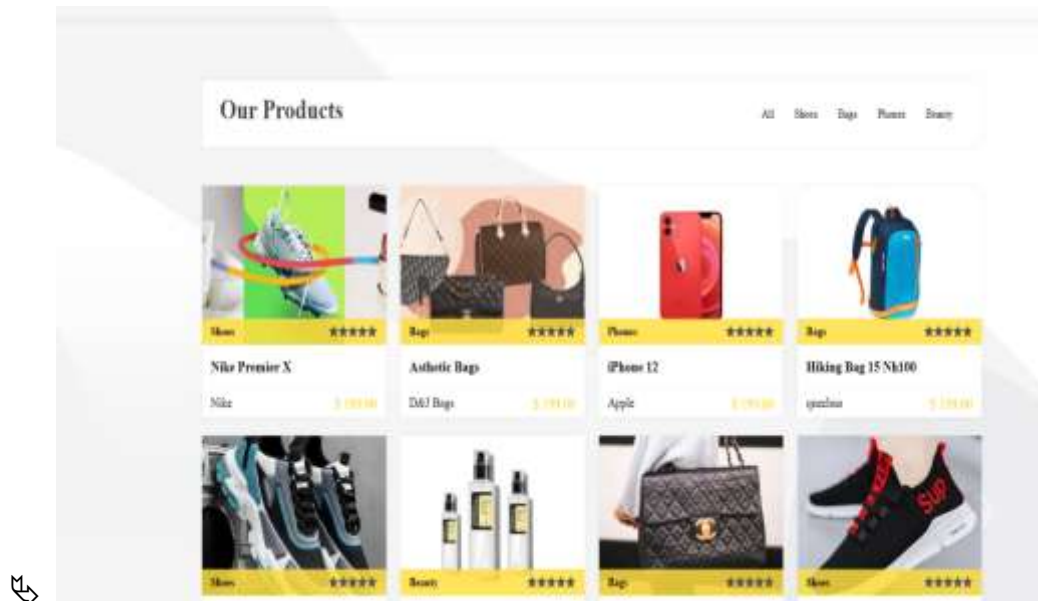 Our Products
All Shoes Bags Phones Beauty
Shoes ★★★★★
Bags ★★★★★
Phones ★★★★★
Bags ★★★★★
Nike Premier X
Asthetic Bags
iPhone 12
Hiking Bag 15 Nh100
Nike
D&J Bags
Apple
Shoes ★★★★★
Beauty ★★★★★
Bags ★★★★★
Shoes ★★★★★
Sup